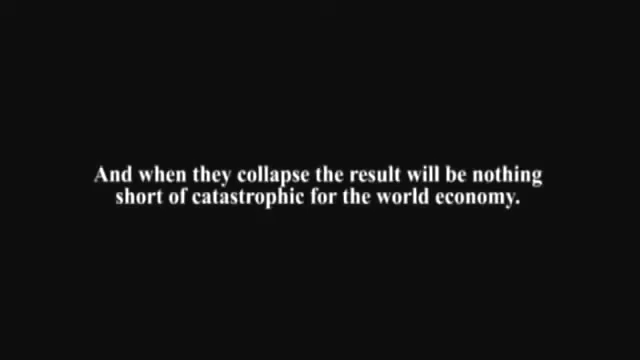 And when they collapse the result will be nothing
short of catastrophic for the world economy.